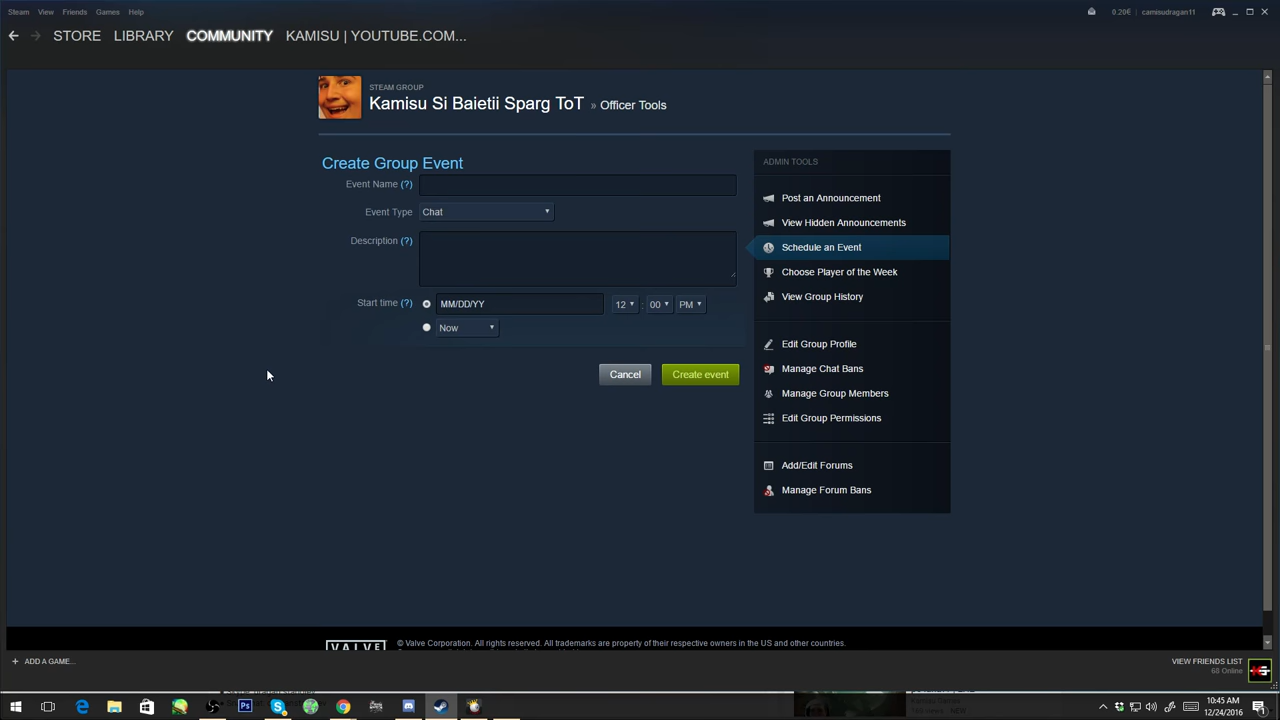 Steam View Friends Games Help 0.20€ camisudragan11
STORE LIBRARY COMMUNITY KAMISU | YOUTUBE.COM...
STEAM GROUP
Kamisu Si Baietii Sparg ToT » Officer Tools
Create Group Event
Event Name (?)
Event Type Chat
Description (?)
Start time (?) MM/DD/YY 12 : 00 PM
Now
Cancel Create event
ADMIN TOOLS
Post an Announcement
View Hidden Announcements
Schedule an Event
Choose Player of the Week
View Group History
Edit Group Profile
Manage Chat Bans
Manage Group Members
Edit Group Permissions
Add/Edit Forums
Manage Forum Bans
VALVE © Valve Corporation. All rights reserved. All trademarks are property of their respective owners in the US and other countries.
+ ADD A GAME...
VIEW FRIENDS LIST
68 Online
10:45 AM
12/24/2016